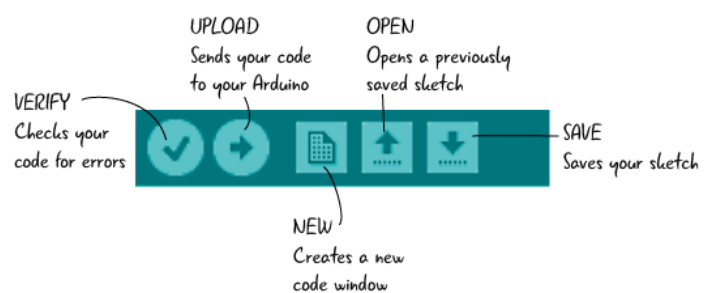 UPLOAD
Sends your code
to your Arduino
OPEN
Opens a previously
saved sketch
VERIFY
Checks your
code for errors
SAVE
Saves your sketch
NEW
Creates a new
code window